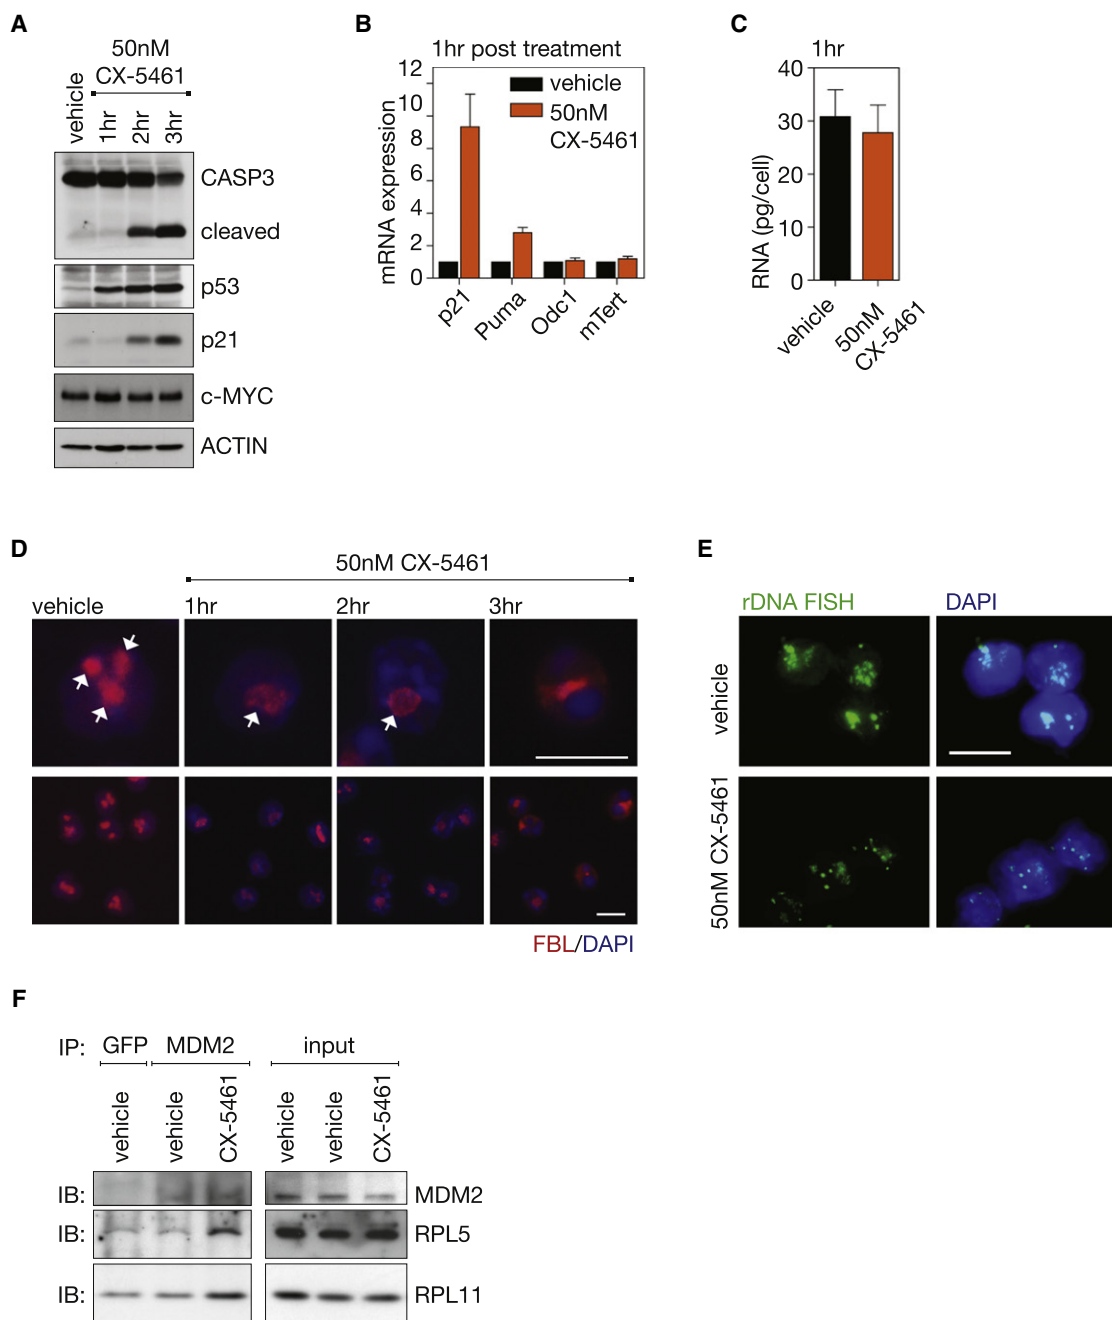 A
50nM
CX-5461
vehicle
1hr
2hr
3hr
CASP3
cleaved
p53
p21
c-MYC
ACTIN
B
1hr post treatment
mRNA expression
12
10
8
6
4
2
0
vehicle
50nM
CX-5461
p21
Puma
Odc1
mTert
C
1hr
RNA (pg/cell)
40
30
20
10
0
vehicle
50nM
CX-5461
D
50nM CX-5461
vehicle
1hr
2hr
3hr
FBL/DAPI
E
rDNA FISH
DAPI
vehicle
50nM CX-5461
F
IP:
GFP
MDM2
input
vehicle
vehicle
CX-5461
vehicle
vehicle
CX-5461
IB:
MDM2
IB:
RPL5
IB:
RPL11